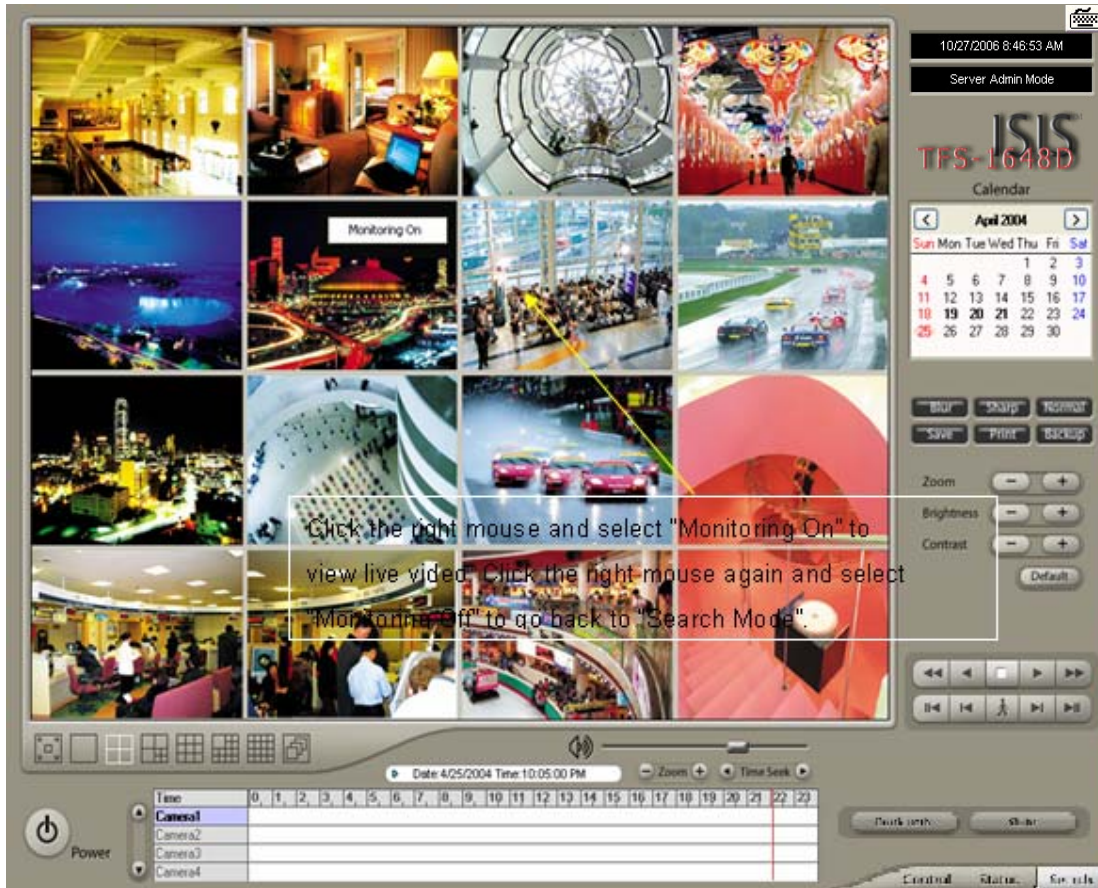 10/27/2006 8:46:53 AM
Server Admin Mode
ISIS
TFS-1648D
Calendar
April 2004
Sun Mon Tue Wed Thu Fri Sat
1 2 3
4 5 6 7 8 9 10
11 12 13 14 15 16 17
18 19 20 21 22 23 24
25 26 27 28 29 30
Monitoring On
Blur Sharp Normal
Save Print Backup
Zoom - +
Brightness - +
Contrast - +
Default
Click the right mouse and select "Monitoring On" to
view live video. Click the right mouse again and select
"Monitoring Off" to go back to "Search Mode".
Date:4/25/2004 Time:10:05:00 PM
- Zoom +
Time Seek
Power
Time 0, 1, 2, 3, 4, 5, 6, 7, 8, 9, 10 11 12 13 14 15 16 17 18 19 20 21 22 23
Camera1
Camera2
Camera3
Camera4
Control Status Search